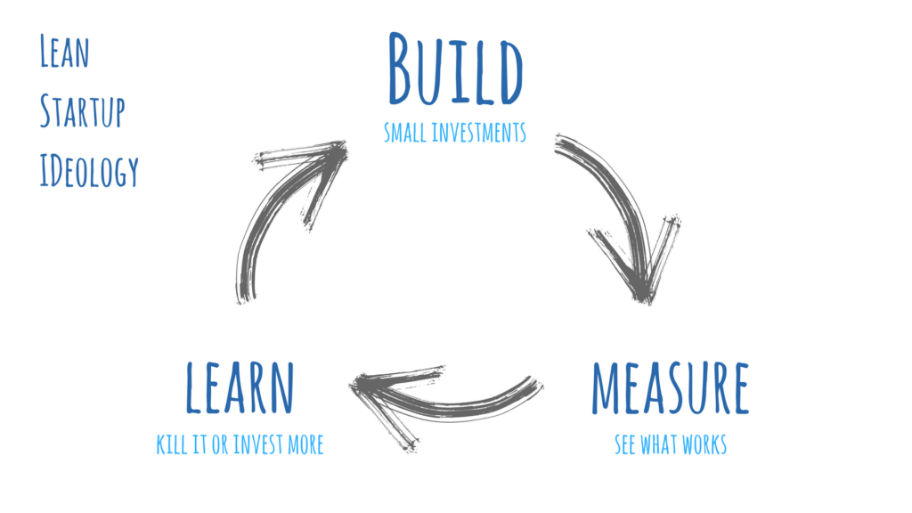 Lean
Startup
IDeology
Build
small investments
measure
see what works
learn
kill it or invest more